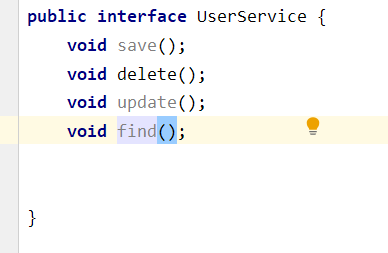 public interface UserService {
    void save();
    void delete();
    void update();
    void find();
}